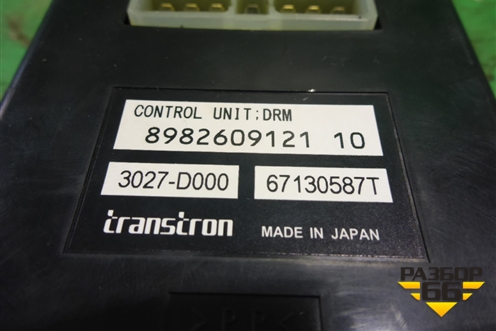 CONTROL UNIT;DRM
8982609121 10
3027-D000 67130587T
transtron MADE IN JAPAN
РАЗБОР
66